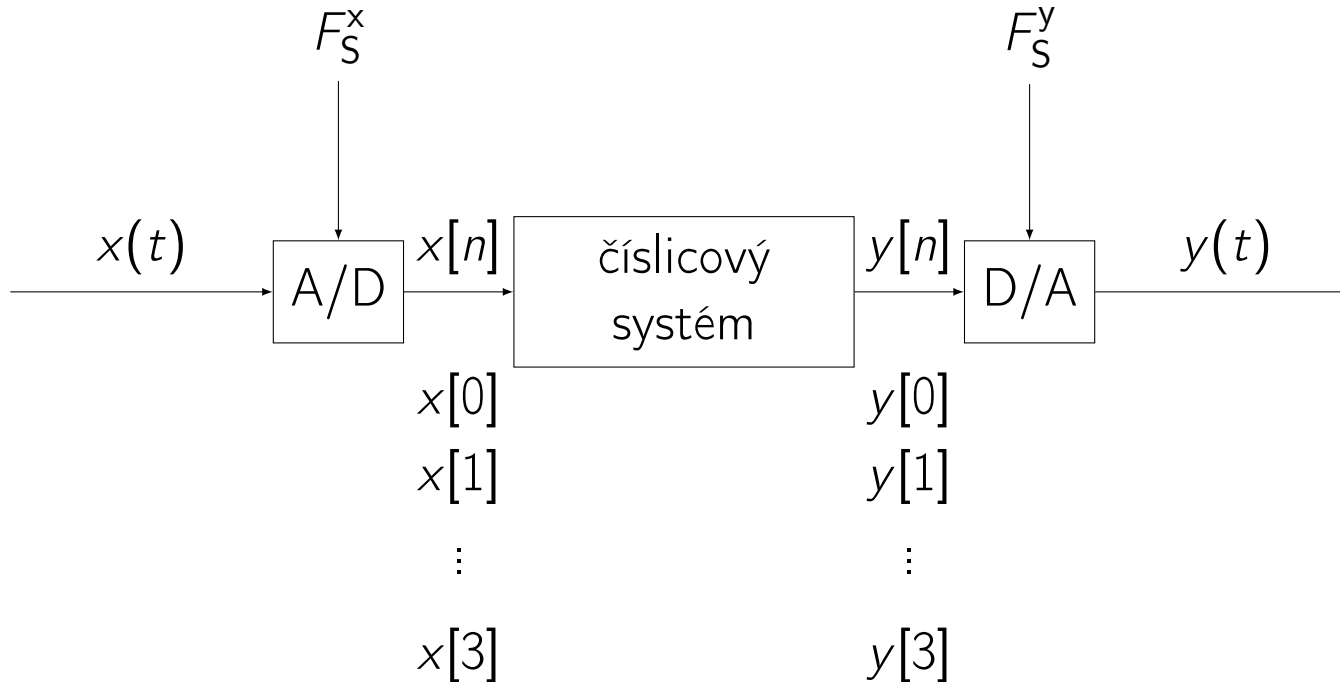 F_S^x F_S^y
x(t) A/D x[n] číslicový systém y[n] D/A y(t)
x[0] y[0]
x[1] y[1]
⋮ ⋮
x[3] y[3]